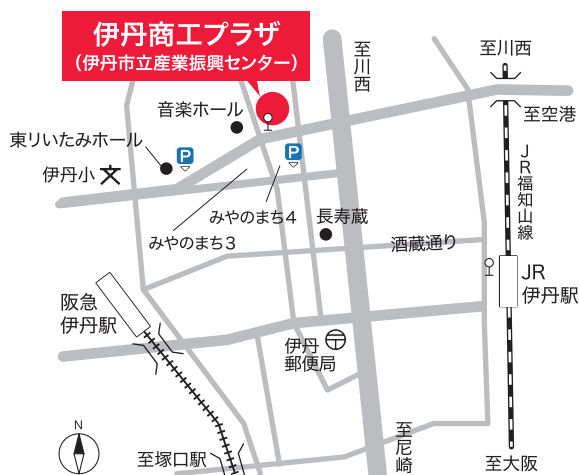 伊丹商工プラザ
（伊丹市立産業振興センター）
至川西
至川西
音楽ホール
至空港
東リいたみホール
P
P
伊丹小
JR福知山線
みやのまち4
長寿蔵
みやのまち3
酒蔵通り
JR
伊丹駅
阪急
伊丹駅
伊丹
郵便局
N
至尼崎
至塚口駅
至大阪